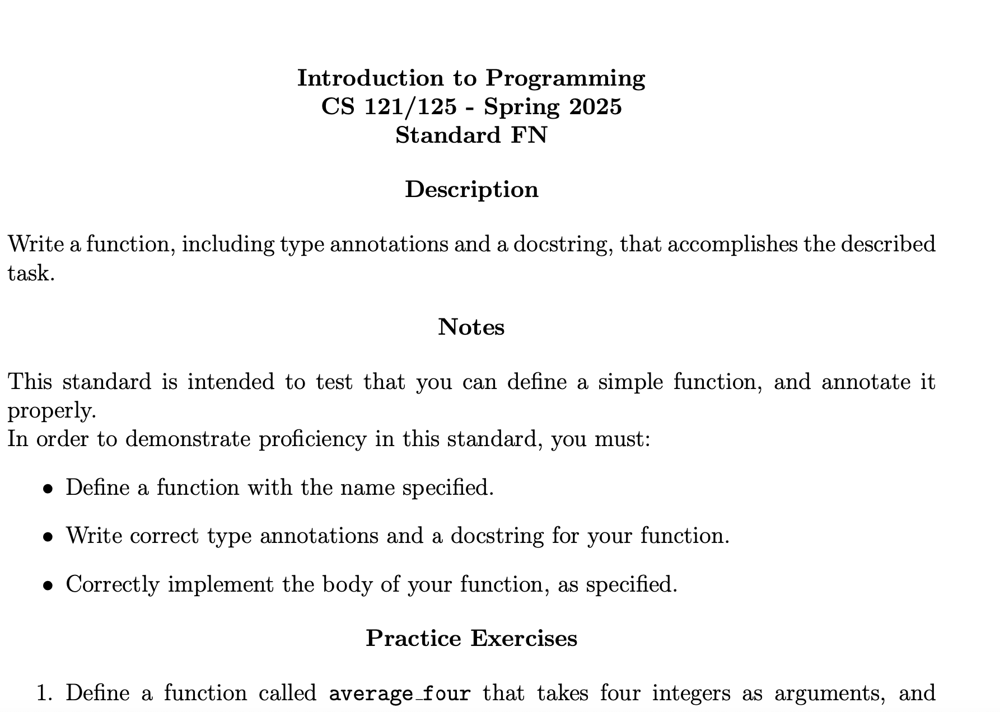 Introduction to Programming
CS 121/125 - Spring 2025
Standard FN
Description
Write a function, including type annotations and a docstring, that accomplishes the described
task.
Notes
This standard is intended to test that you can define a simple function, and annotate it
properly.
In order to demonstrate proficiency in this standard, you must:
• Define a function with the name specified.
• Write correct type annotations and a docstring for your function.
• Correctly implement the body of your function, as specified.
Practice Exercises
1. Define a function called average_four that takes four integers as arguments, and